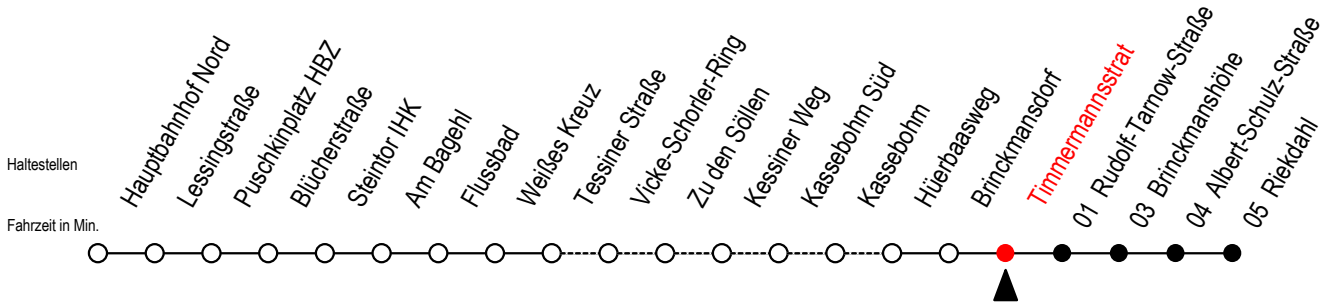 Haltestellen
Fahrzeit in Min.
Hauptbahnhof Nord
Lessingstraße
Puschkinplatz HBZ
Blücherstraße
Steintor IHK
Am Bagehl
Flussbad
Weißes Kreuz
Tessiner Straße
Vicke-Schorler-Ring
Zu den Söllen
Kessiner Weg
Kassebohm Süd
Kassebohm
Hüerbaasweg
Brinckmansdorf
Timmermannsstrat
01 Rudolf-Tarnow-Straße
03 Brinckmanshöhe
04 Albert-Schulz-Straße
05 Riekdahl